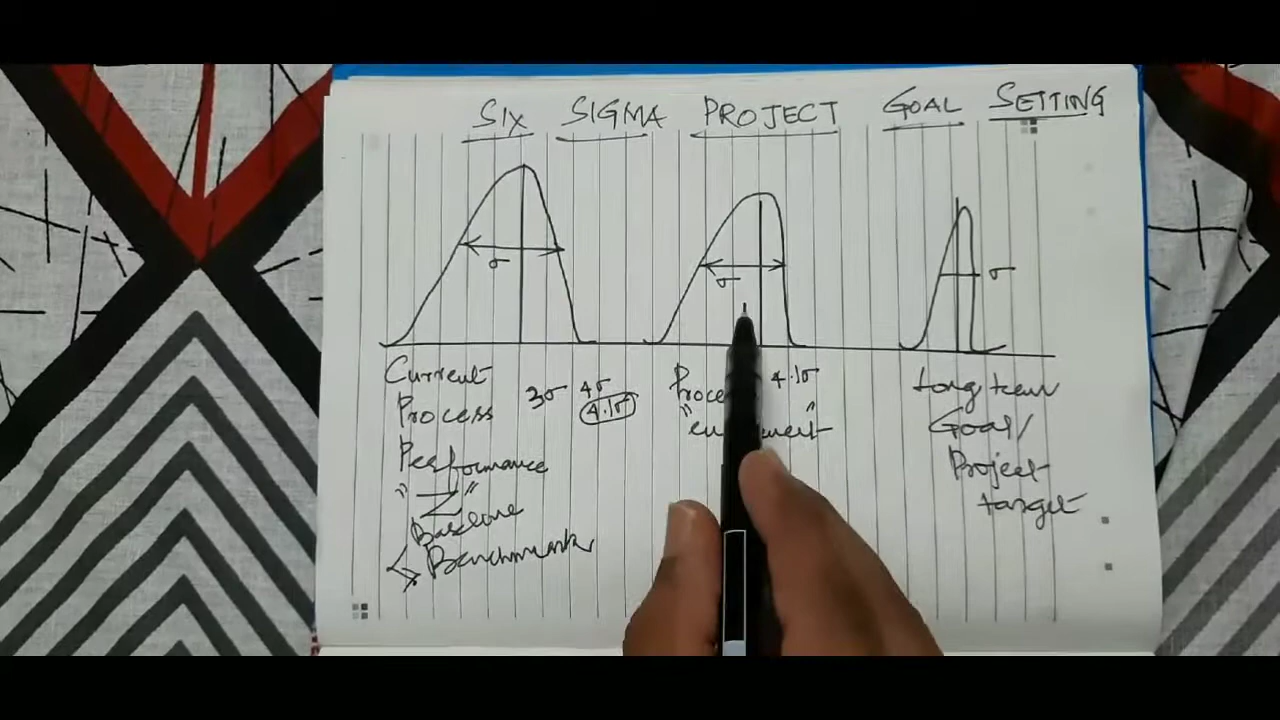 SIX SIGMA PROJECT GOAL SETTING
σ
σ
σ
Current
Process
Performance
"Z"
Baseline
Benchmark
3σ 4σ
4.1σ
4.1σ
Long term
Goal/
Project
target